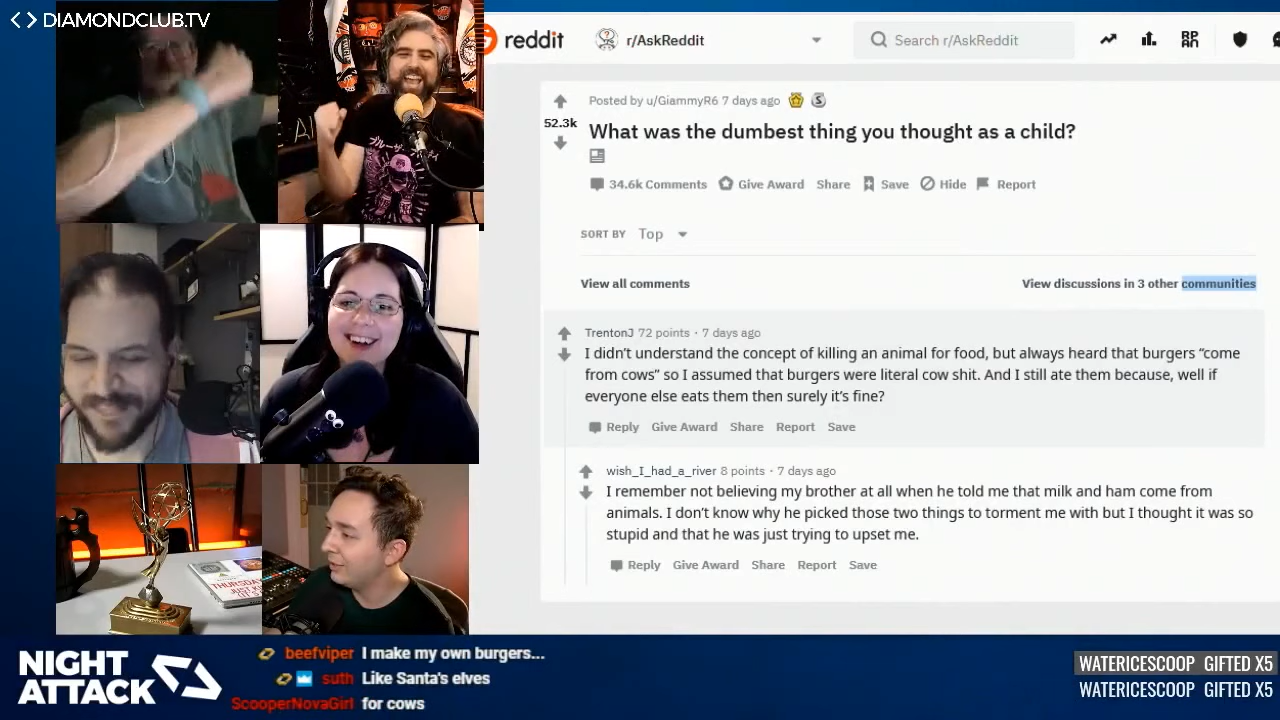 DIAMONDCLUB.TV
reddit
r/AskReddit
Search r/AskReddit
Posted by u/GiammyR6 7 days ago
52.3k
What was the dumbest thing you thought as a child?
34.6k Comments Give Award Share Save Hide Report
SORT BY Top
View all comments
View discussions in 3 other communities
TrentonJ 72 points · 7 days ago
I didn't understand the concept of killing an animal for food, but always heard that burgers “come
from cows” so I assumed that burgers were literal cow shit. And I still ate them because, well if
everyone else eats them then surely it's fine?
Reply Give Award Share Report Save
wish_I_had_a_river 8 points · 7 days ago
I remember not believing my brother at all when he told me that milk and ham come from
animals. I don't know why he picked those two things to torment me with but I thought it was so
stupid and that he was just trying to upset me.
Reply Give Award Share Report Save
THURSDAY
NIGHT
ATTACK
beefviper I make my own burgers...
suth Like Santa's elves
ScooperNovaGirl for cows
WATERICESCOOP GIFTED X5
WATERICESCOOP GIFTED X5